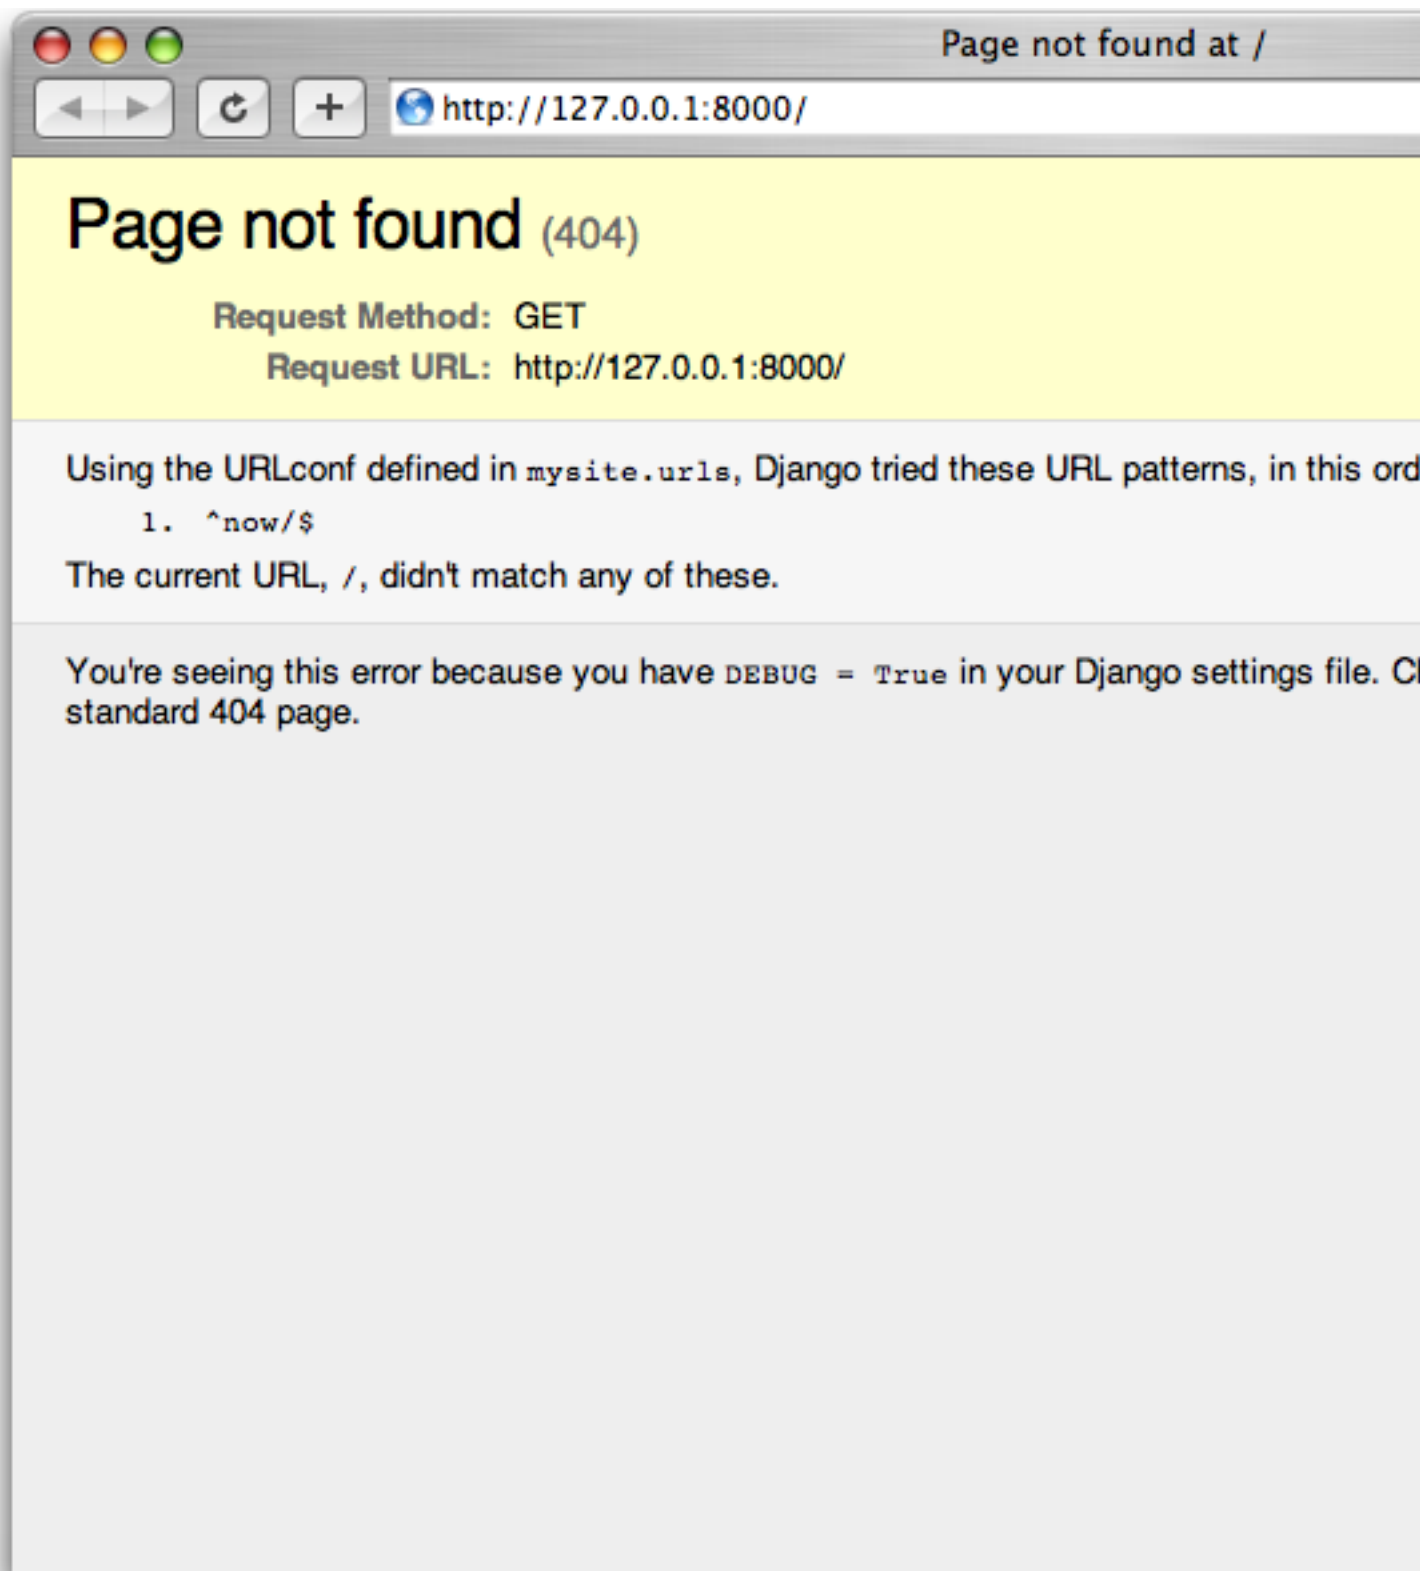 Page not found at /
http://127.0.0.1:8000/
Page not found (404)
Request Method: GET
Request URL: http://127.0.0.1:8000/
Using the URLconf defined in mysite.urls, Django tried these URL patterns, in this
1. ^now/$
The current URL, /, didn't match any of these.
You're seeing this error because you have DEBUG = True in your Django settings file.
standard 404 page.